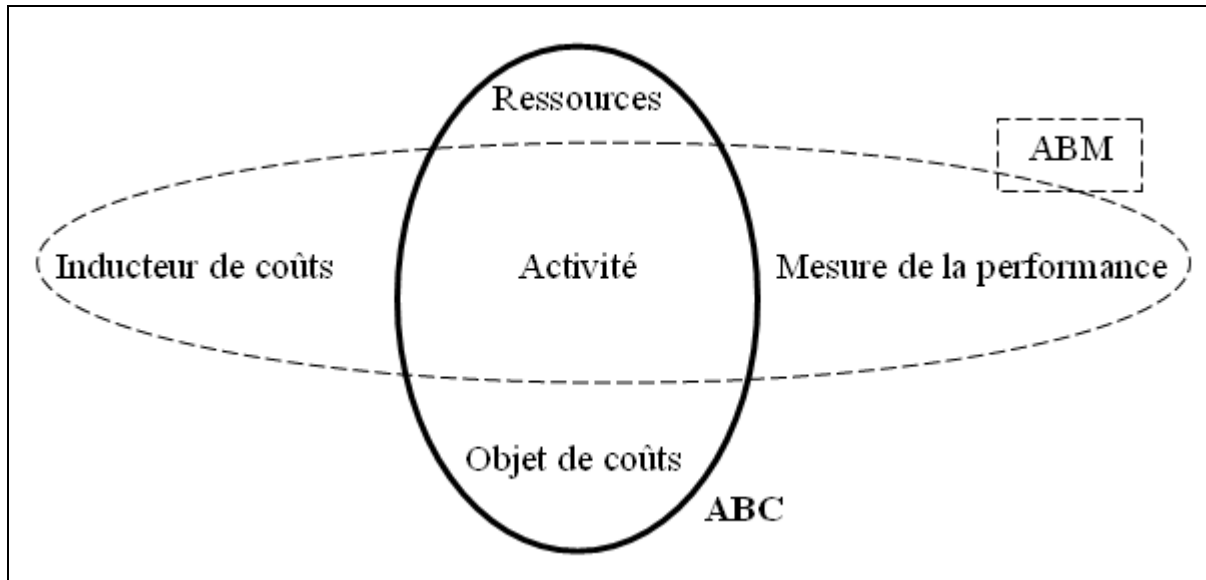 Ressources
ABM
Inducteur de coûts
Activité
Mesure de la performance
Objet de coûts
ABC